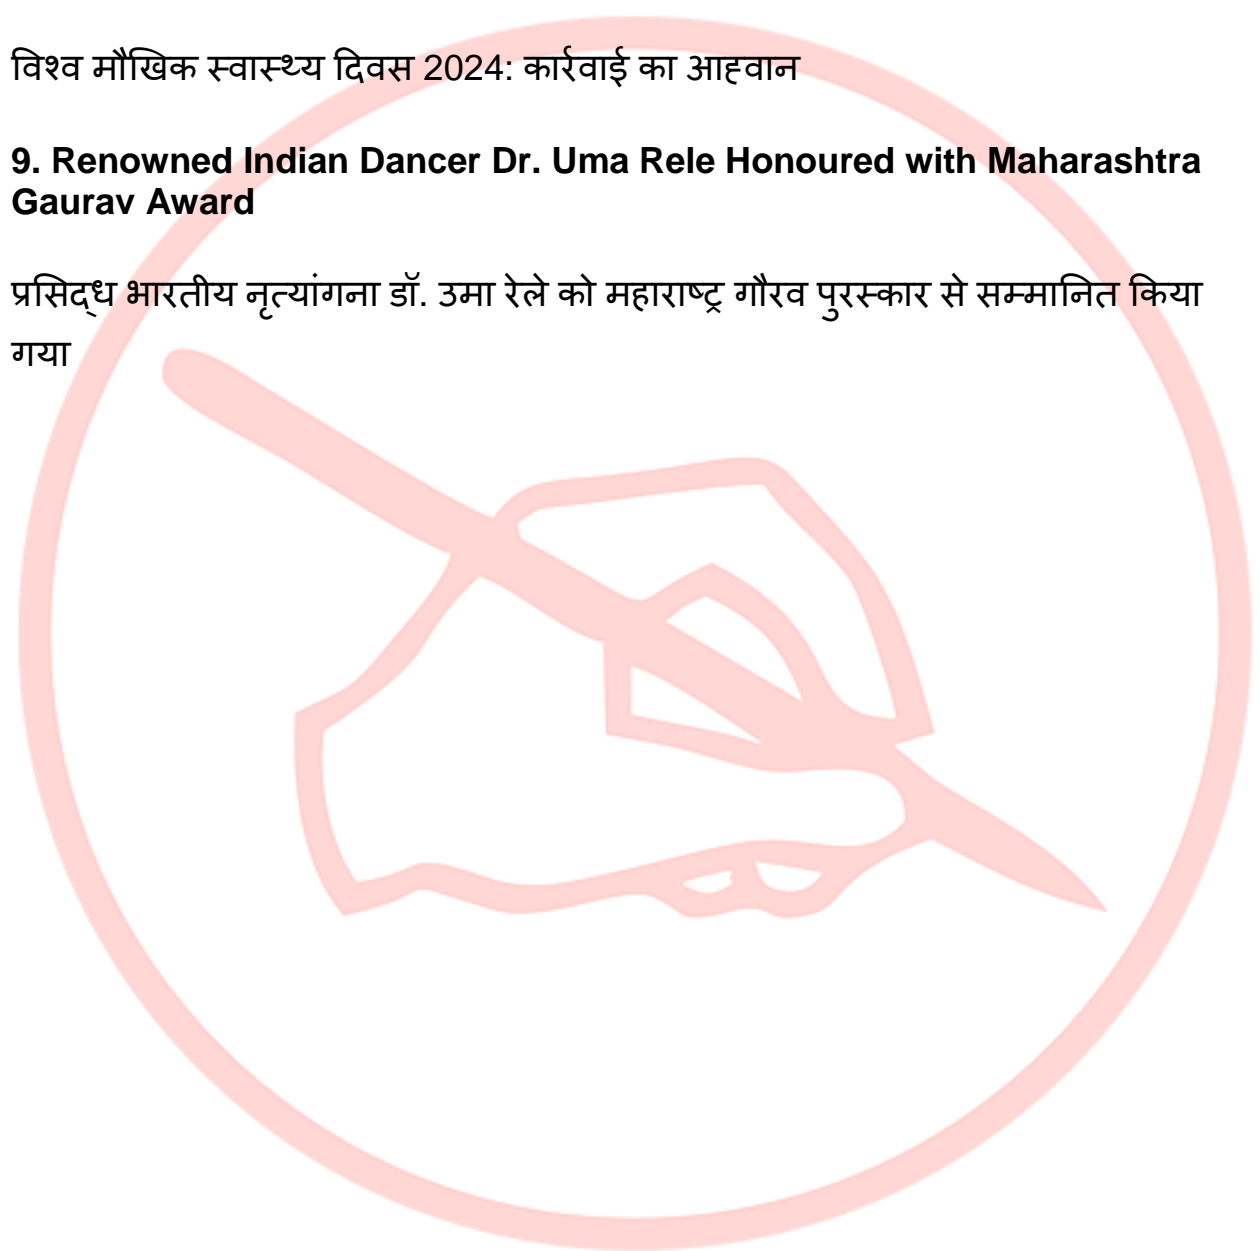 विश्व मौखिक स्वास्थ्य दिवस 2024: कार्रवाई का आह्वान
9. Renowned Indian Dancer Dr. Uma Rele Honoured with Maharashtra
Gaurav Award
प्रसिद्ध भारतीय नृत्यांगना डॉ. उमा रेले को महाराष्ट्र गौरव पुरस्कार से सम्मानित किया
गया